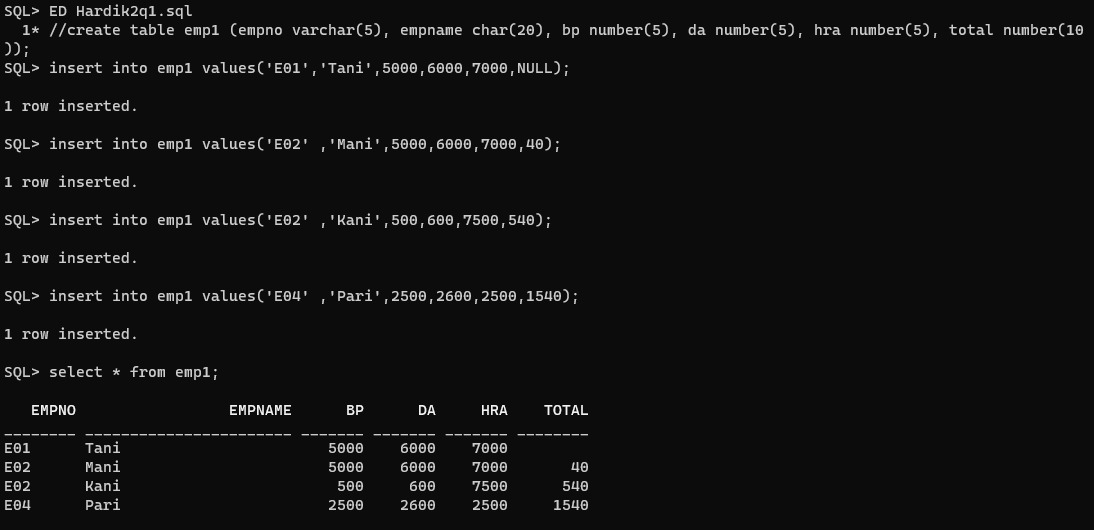 SQL> ED Hardik2q1.sql
  1* //create table emp1 (empno varchar(5), empname char(20), bp number(5), da number(5), hra number(5), total number(10
));
SQL> insert into emp1 values('E01','Tani',5000,6000,7000,NULL);
1 row inserted.
SQL> insert into emp1 values('E02' ,'Mani',5000,6000,7000,40);
1 row inserted.
SQL> insert into emp1 values('E02' ,'Kani',500,600,7500,540);
1 row inserted.
SQL> insert into emp1 values('E04' ,'Pari',2500,2600,2500,1540);
1 row inserted.
SQL> select * from emp1;
   EMPNO                 EMPNAME      BP      DA     HRA    TOTAL
________ _______________________ _______ _______ _______ ________
E01      Tani                       5000    6000    7000
E02      Mani                       5000    6000    7000       40
E02      Kani                        500     600    7500      540
E04      Pari                       2500    2600    2500     1540